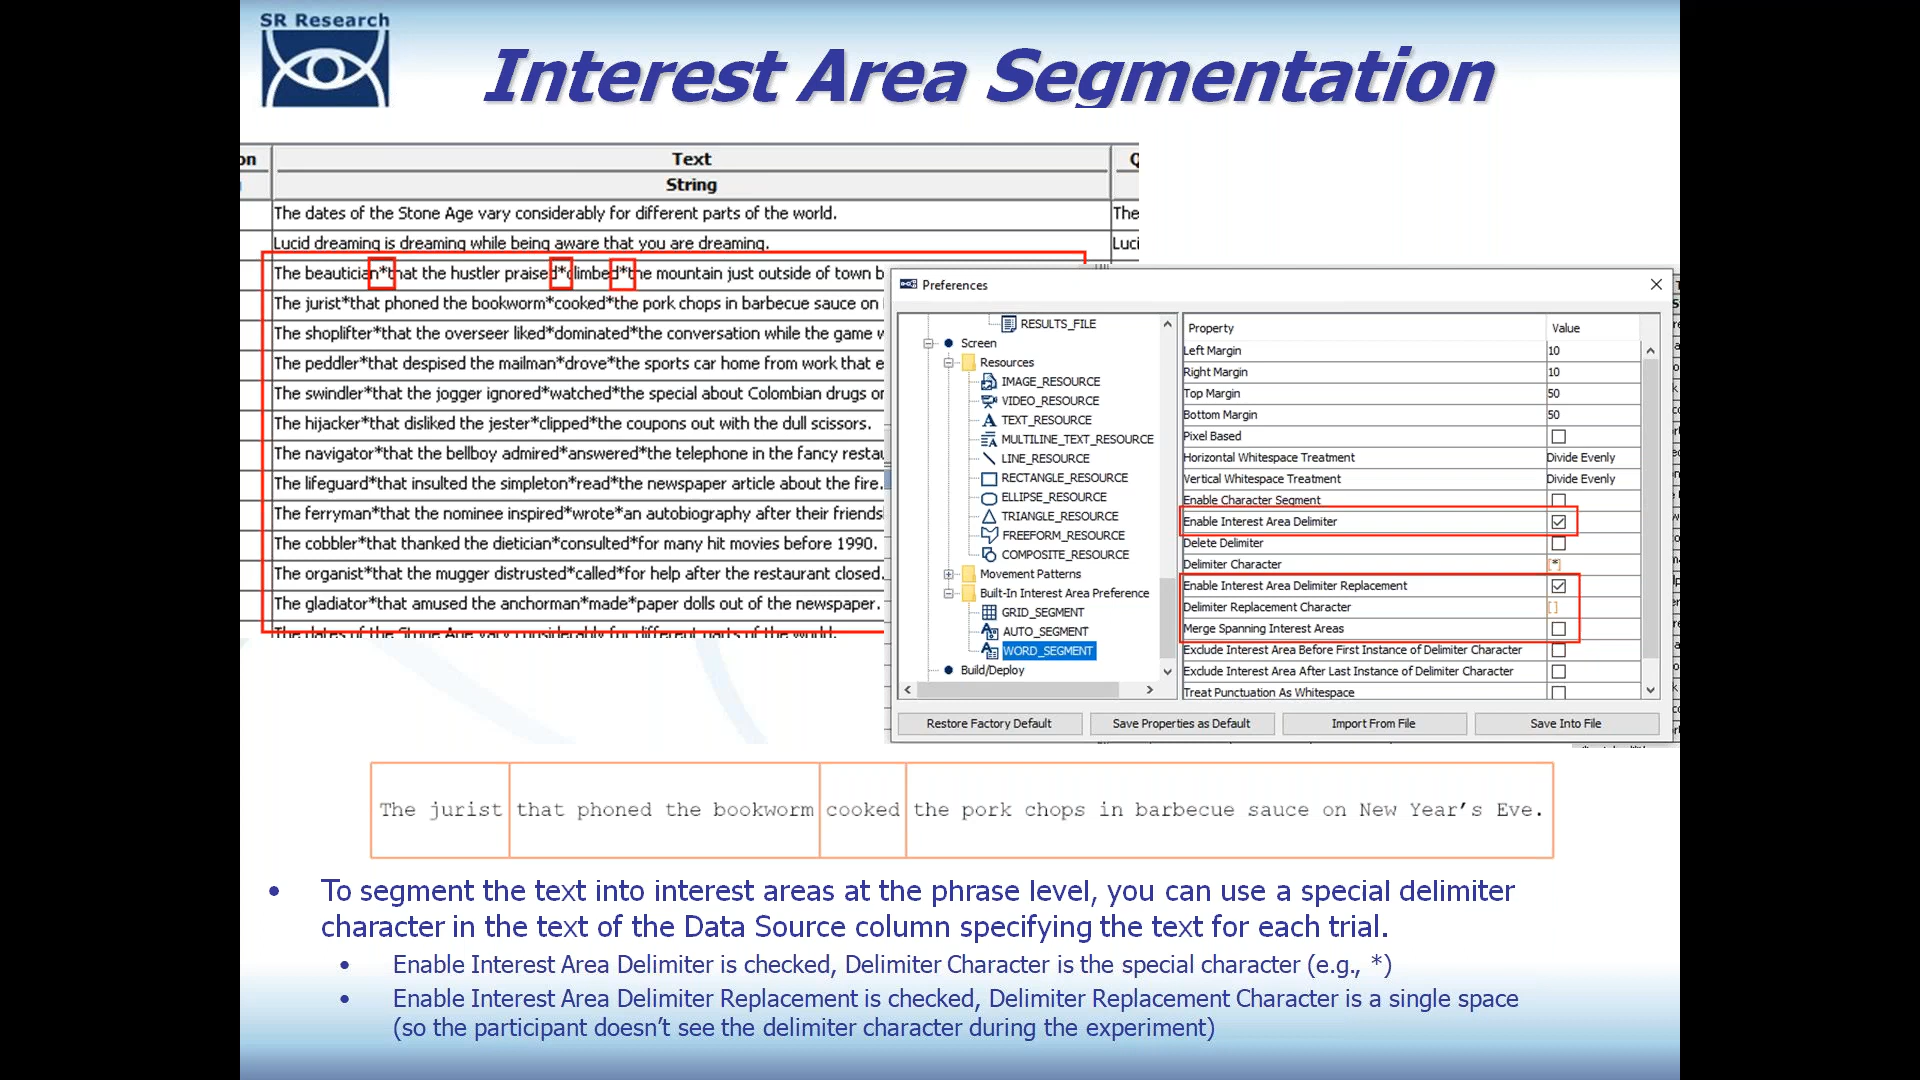 SR Research
Interest Area Segmentation
on
Text
Q
String
The dates of the Stone Age vary considerably for different parts of the world.
The
Lucid dreaming is dreaming while being aware that you are dreaming.
Luci
The beautician*that the hustler praised*climbed*the mountain just outside of town b
The jurist*that phoned the bookworm*cooked*the pork chops in barbecue sauce on
The shoplifter*that the overseer liked*dominated*the conversation while the game w
The peddler*that despised the mailman*drove*the sports car home from work that e
The swindler*that the jogger ignored*watched*the special about Colombian drugs or
The hijacker*that disliked the jester*clipped*the coupons out with the dull scissors.
The navigator*that the bellboy admired*answered*the telephone in the fancy restau
The lifeguard*that insulted the simpleton*read*the newspaper article about the fire.
The ferryman*that the nominee inspired*wrote*an autobiography after their friends
The cobbler*that thanked the dietician*consulted*for many hit movies before 1990.
The organist*that the mugger distrusted*called*for help after the restaurant closed.
The gladiator*that amused the anchorman*made*paper dolls out of the newspaper.
The dates of the Stone Age vary considerably for different parts of the world.
Preferences
RESULTS_FILE
Screen
Resources
IMAGE_RESOURCE
VIDEO_RESOURCE
TEXT_RESOURCE
MULTILINE_TEXT_RESOURCE
LINE_RESOURCE
RECTANGLE_RESOURCE
ELLIPSE_RESOURCE
TRIANGLE_RESOURCE
FREEFORM_RESOURCE
COMPOSITE_RESOURCE
Movement Patterns
Built-In Interest Area Preference
GRID_SEGMENT
AUTO_SEGMENT
WORD_SEGMENT
Build/Deploy
Property Value
Left Margin 10
Right Margin 10
Top Margin 50
Bottom Margin 50
Pixel Based
Horizontal Whitespace Treatment Divide Evenly
Vertical Whitespace Treatment Divide Evenly
Enable Character Segment
Enable Interest Area Delimiter
Delete Delimiter
Delimiter Character [*]
Enable Interest Area Delimiter Replacement
Delimiter Replacement Character [ ]
Merge Spanning Interest Areas
Exclude Interest Area Before First Instance of Delimiter Character
Exclude Interest Area After Last Instance of Delimiter Character
Treat Punctuation As Whitespace
Restore Factory Default
Save Properties as Default
Import From File
Save Into File
The jurist that phoned the bookworm cooked the pork chops in barbecue sauce on New Year's Eve.
• To segment the text into interest areas at the phrase level, you can use a special delimiter
character in the text of the Data Source column specifying the text for each trial.
• Enable Interest Area Delimiter is checked, Delimiter Character is the special character (e.g., *)
• Enable Interest Area Delimiter Replacement is checked, Delimiter Replacement Character is a single space
(so the participant doesn't see the delimiter character during the experiment)